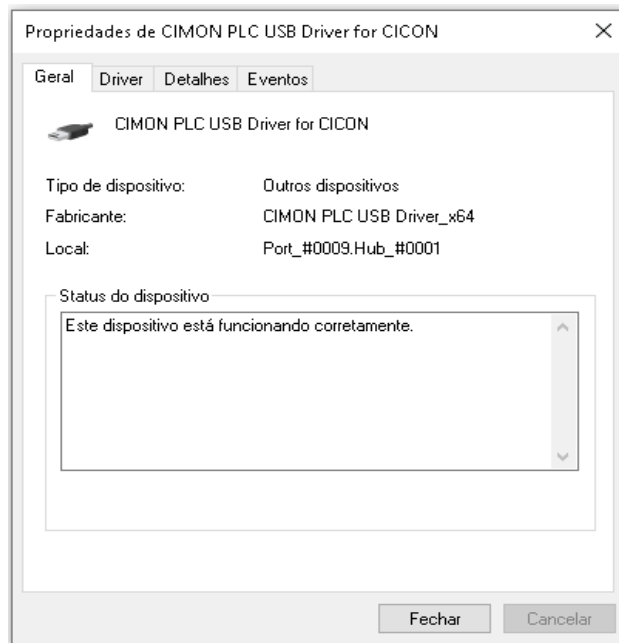 Propriedades de CIMON PLC USB Driver for CICON
Geral Driver Detalhes Eventos
CIMON PLC USB Driver for CICON
Tipo de dispositivo: Outros dispositivos
Fabricante: CIMON PLC USB Driver_x64
Local: Port_#0009.Hub_#0001
Status do dispositivo
Este dispositivo está funcionando corretamente.
Fechar Cancelar